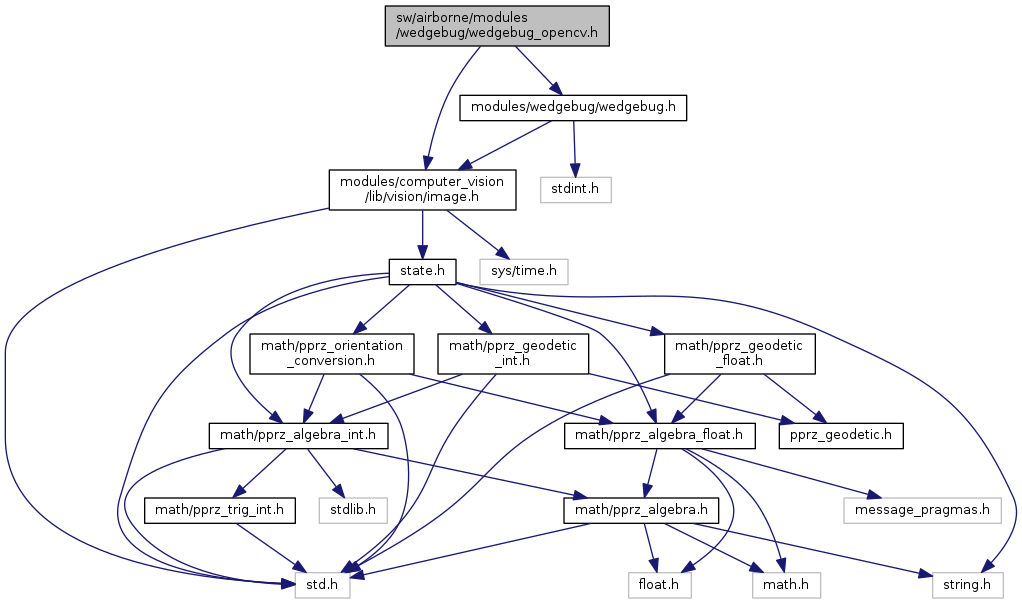 sw/airborne/modules
/wedgebug/wedgebug_opencv.h
modules/wedgebug/wedgebug.h
modules/computer_vision
/lib/vision/image.h
stdint.h
state.h
sys/time.h
math/pprz_orientation
_conversion.h
math/pprz_geodetic
_int.h
math/pprz_geodetic
_float.h
math/pprz_algebra_int.h
math/pprz_algebra_float.h
pprz_geodetic.h
math/pprz_trig_int.h
stdlib.h
math/pprz_algebra.h
message_pragmas.h
std.h
float.h
math.h
string.h